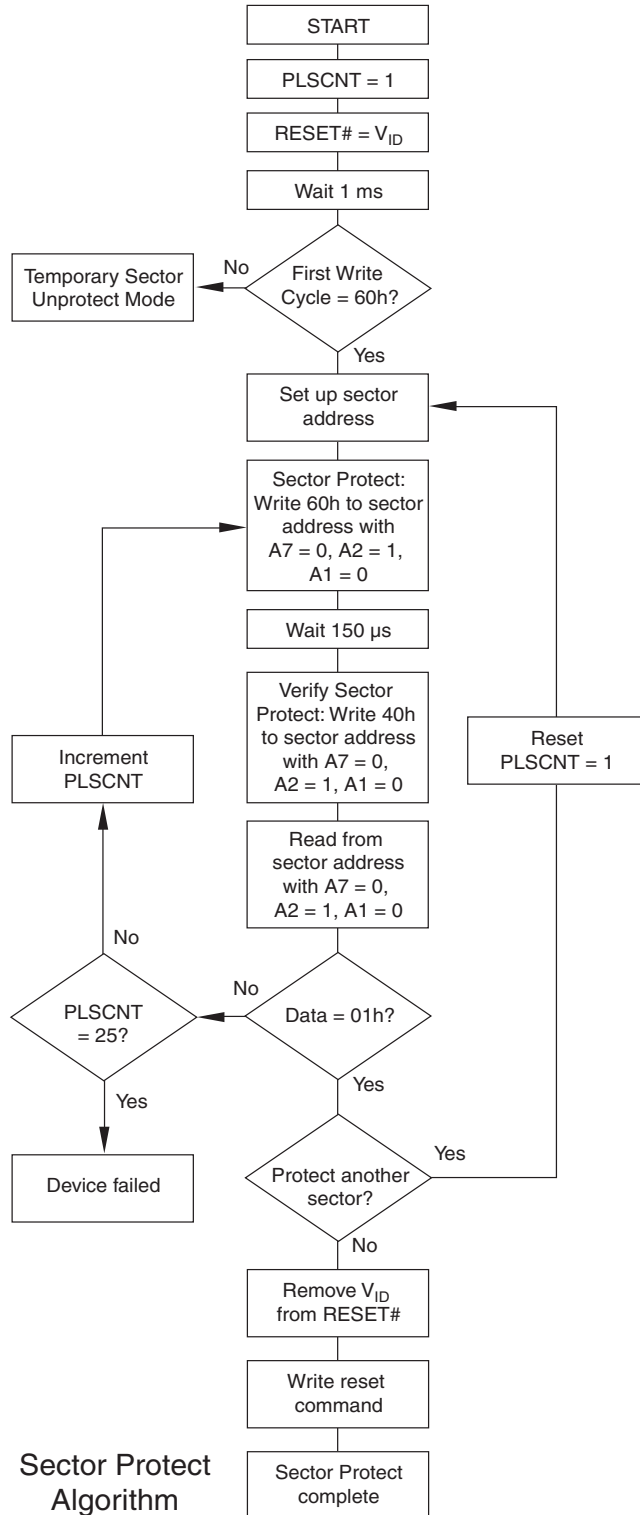 START
PLSCNT = 1
RESET# = VID
Wait 1 ms
No
First Write
Cycle = 60h?
Temporary Sector
Unprotect Mode
Yes
Set up sector
address
Sector Protect:
Write 60h to sector
address with
A7 = 0, A2 = 1,
A1 = 0
Wait 150 µs
Verify Sector
Protect: Write 40h
to sector address
with A7 = 0,
A2 = 1, A1 = 0
Increment
PLSCNT
Reset
PLSCNT = 1
Read from
sector address
with A7 = 0,
A2 = 1, A1 = 0
No
No
PLSCNT
= 25?
Data = 01h?
Yes
Yes
Device failed
Protect another
sector?
Yes
No
Remove VID
from RESET#
Write reset
command
Sector Protect
complete
Sector Protect
Algorithm